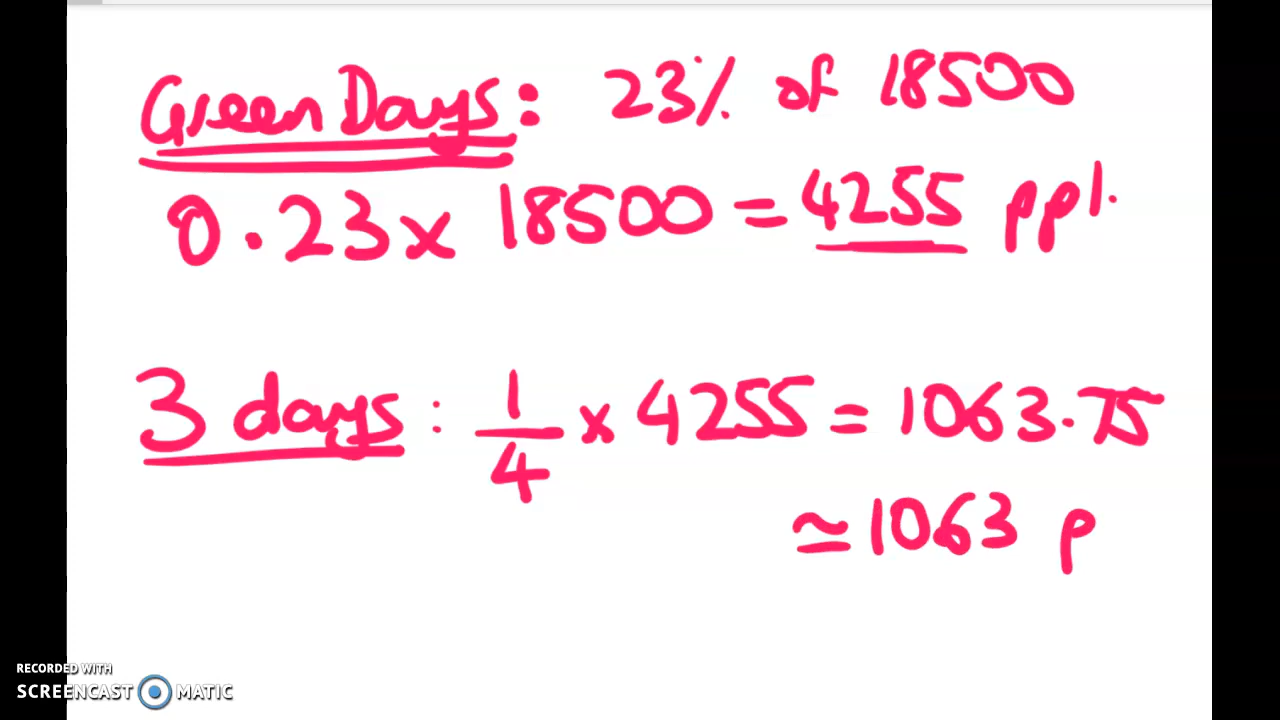 Green Days: 23% of 18500
0.23 x 18500 = 4255 ppl.
3 days : 1/4 x 4255 = 1063.75
≃ 1063 p
RECORDED WITH
SCREENCAST MATIC